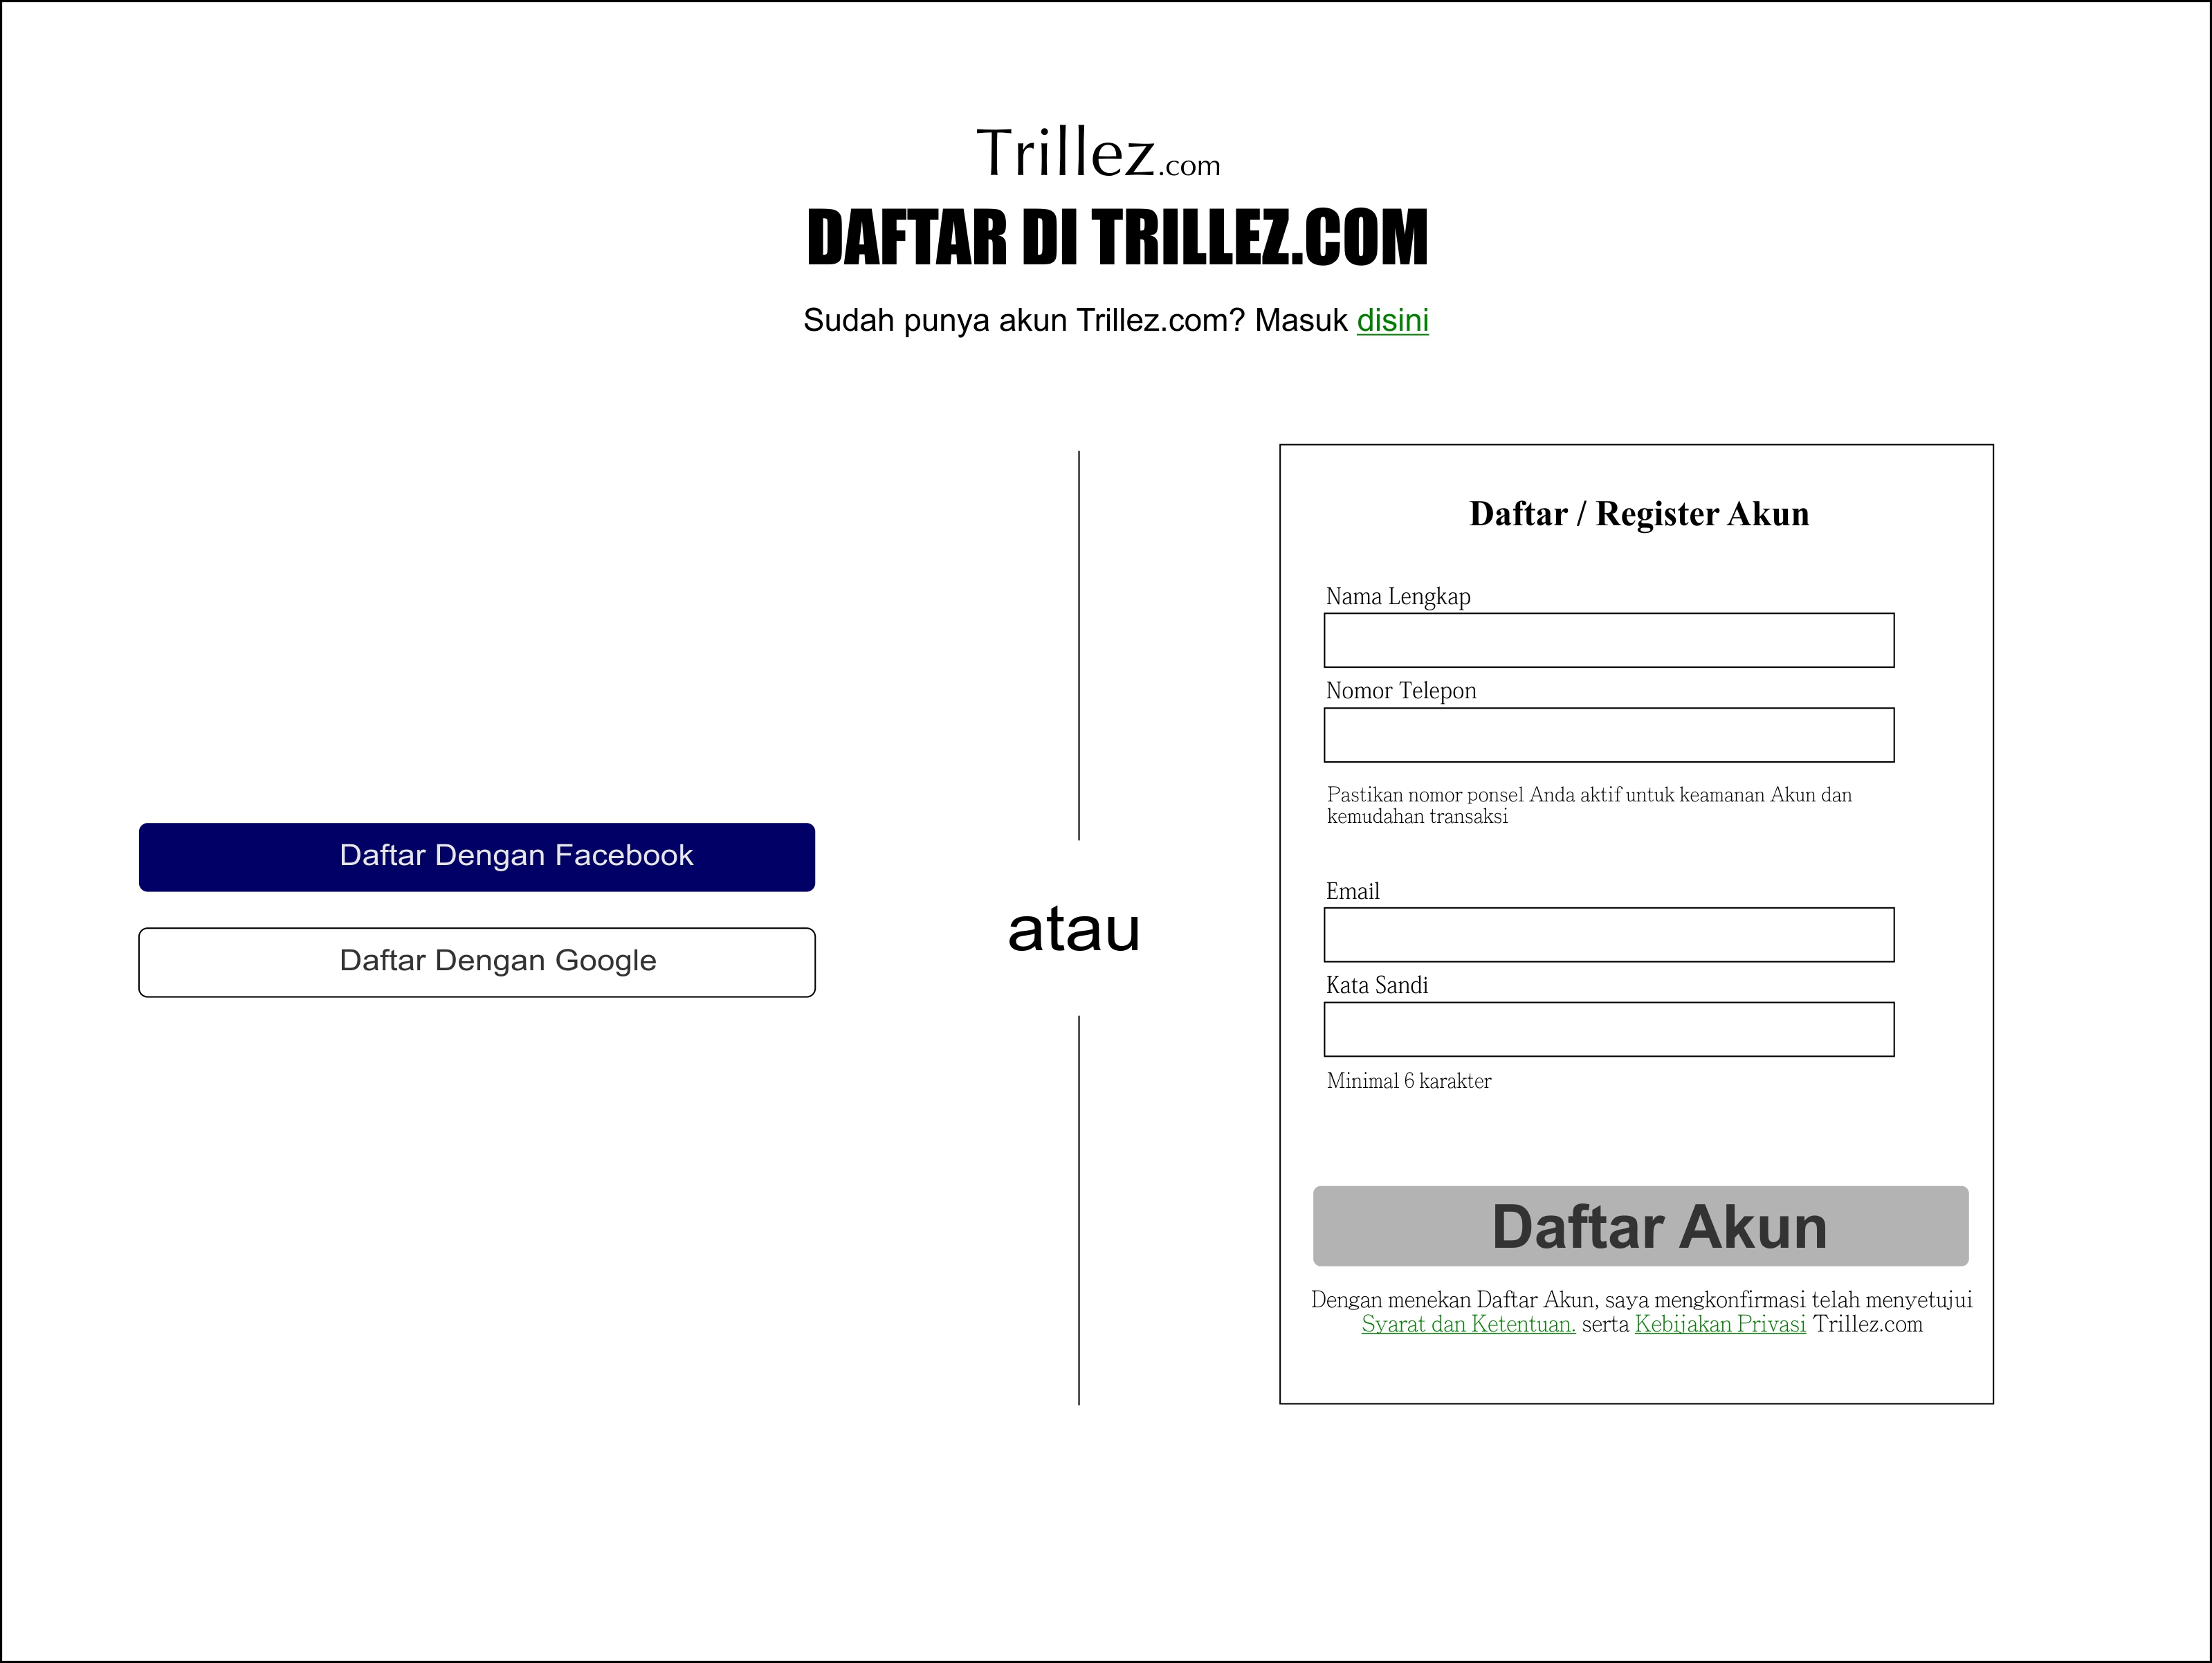 Trillez.com
DAFTAR DI TRILLEZ.COM
Sudah punya akun Trillez.com? Masuk disini
Daftar Dengan Facebook
Daftar Dengan Google
atau
Daftar / Register Akun
Nama Lengkap
Nomor Telepon
Pastikan nomor ponsel Anda aktif untuk keamanan Akun dan
kemudahan transaksi
Email
Kata Sandi
Minimal 6 karakter
Daftar Akun
Dengan menekan Daftar Akun, saya mengkonfirmasi telah menyetujui
Syarat dan Ketentuan. serta Kebijakan Privasi Trillez.com